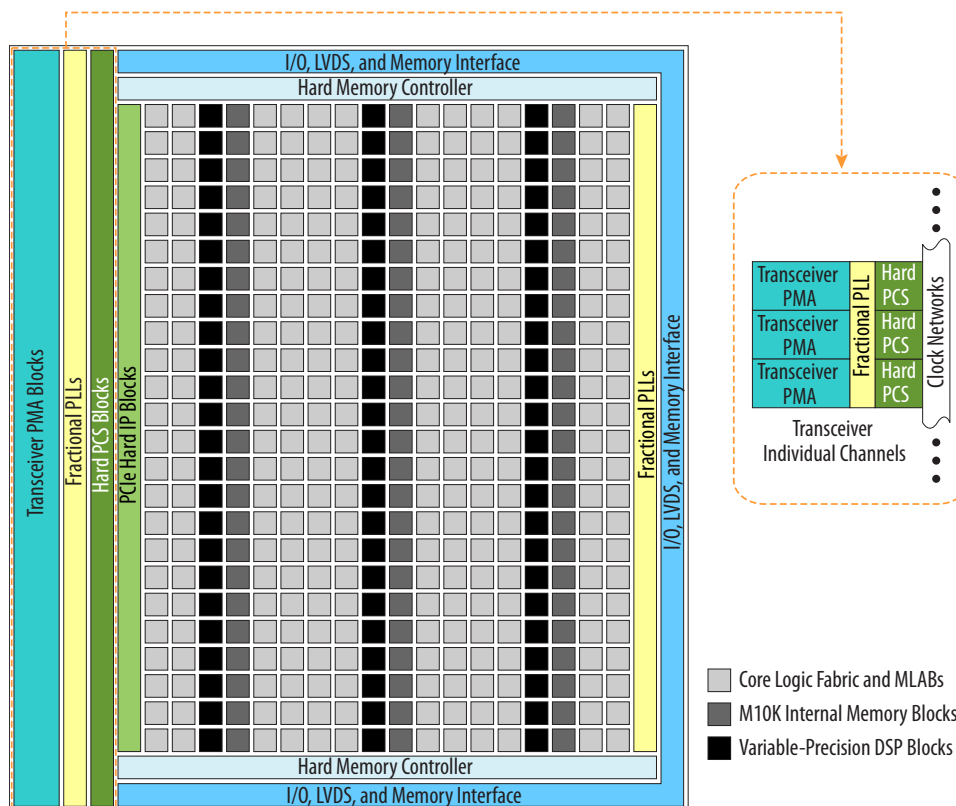 I/O, LVDS, and Memory Interface
Hard Memory Controller
Transceiver PMA Blocks
Fractional PLLs
Hard PCS Blocks
PCIe Hard IP Blocks
Fractional PLLs
I/O, LVDS, and Memory Interface
Hard Memory Controller
I/O, LVDS, and Memory Interface
Transceiver
PMA
Transceiver
PMA
Transceiver
PMA
Fractional PLL
Hard
PCS
Hard
PCS
Hard
PCS
Clock Networks
Transceiver
Individual Channels
Core Logic Fabric and MLABs
M10K Internal Memory Blocks
Variable-Precision DSP Blocks